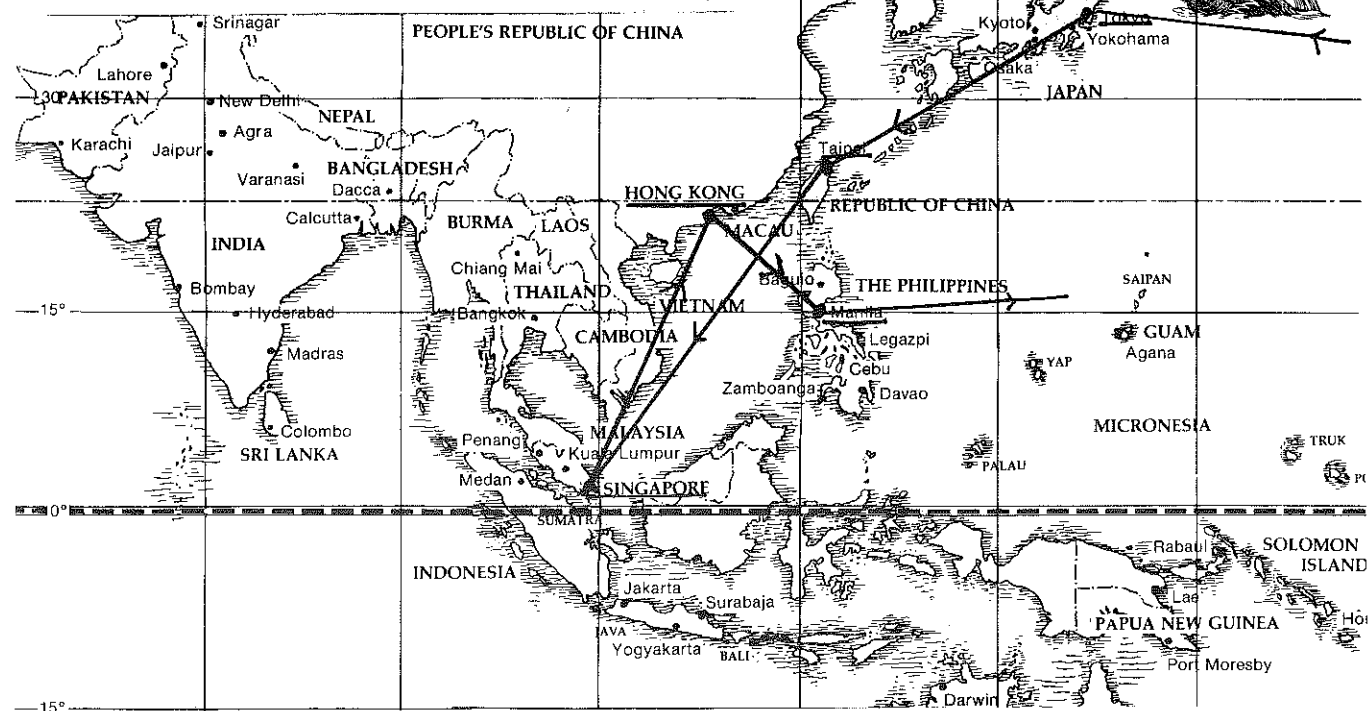 Srinagar
PEOPLE'S REPUBLIC OF CHINA
Kyoto
Tokyo
Yokohama
Lahore
Osaka
30
PAKISTAN
New Delhi
JAPAN
NEPAL
Agra
Karachi
Jaipur
Taipei
BANGLADESH
Varanasi
Dacca
HONG KONG
Calcutta
BURMA
LAOS
REPUBLIC OF CHINA
MACAU
INDIA
Chiang Mai
Baguio
THE PHILIPPINES
SAIPAN
Bombay
THAILAND
VIETNAM
15°
Hyderabad
Bangkok
Manila
CAMBODIA
Legazpi
GUAM
Madras
Agana
Cebu
YAP
Zamboanga
Davao
Colombo
MALAYSIA
MICRONESIA
Penang
TRUK
SRI LANKA
Kuala Lumpur
PALAU
Medan
SINGAPORE
0°
SUMATRA
Rabaul
SOLOMON
ISLAND
INDONESIA
Jakarta
Surabaja
Lae
JAVA
PAPUA NEW GUINEA
Yogyakarta
BALI
Port Moresby
Darwin
15°